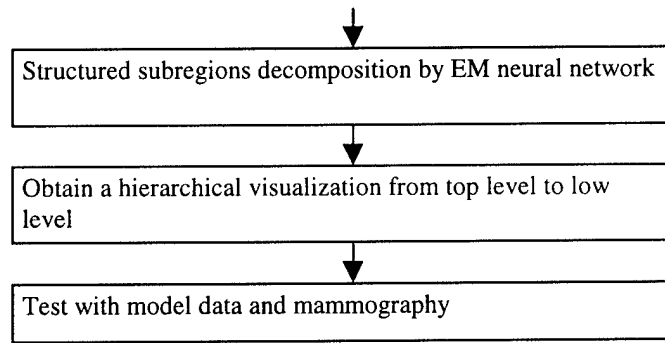 Structured subregions decomposition by EM neural network
Obtain a hierarchical visualization from top level to low
level
Test with model data and mammography